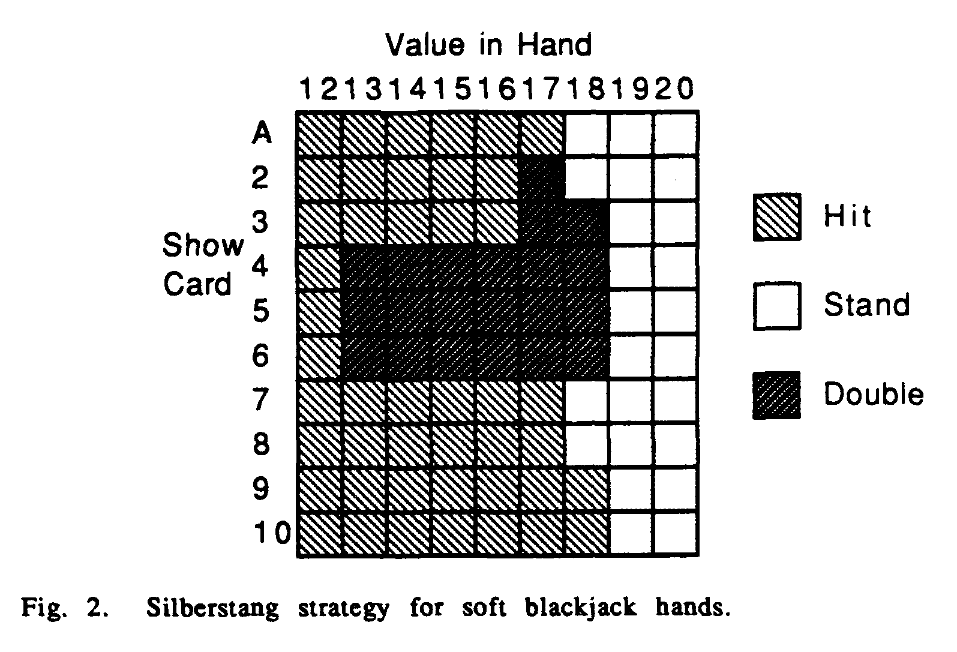 Value in Hand
12 13 14 15 16 17 18 19 20
A
2
3
Show
Card
4
5
6
7
8
9
10
Hit
Stand
Double
Fig. 2. Silberstang strategy for soft blackjack hands.